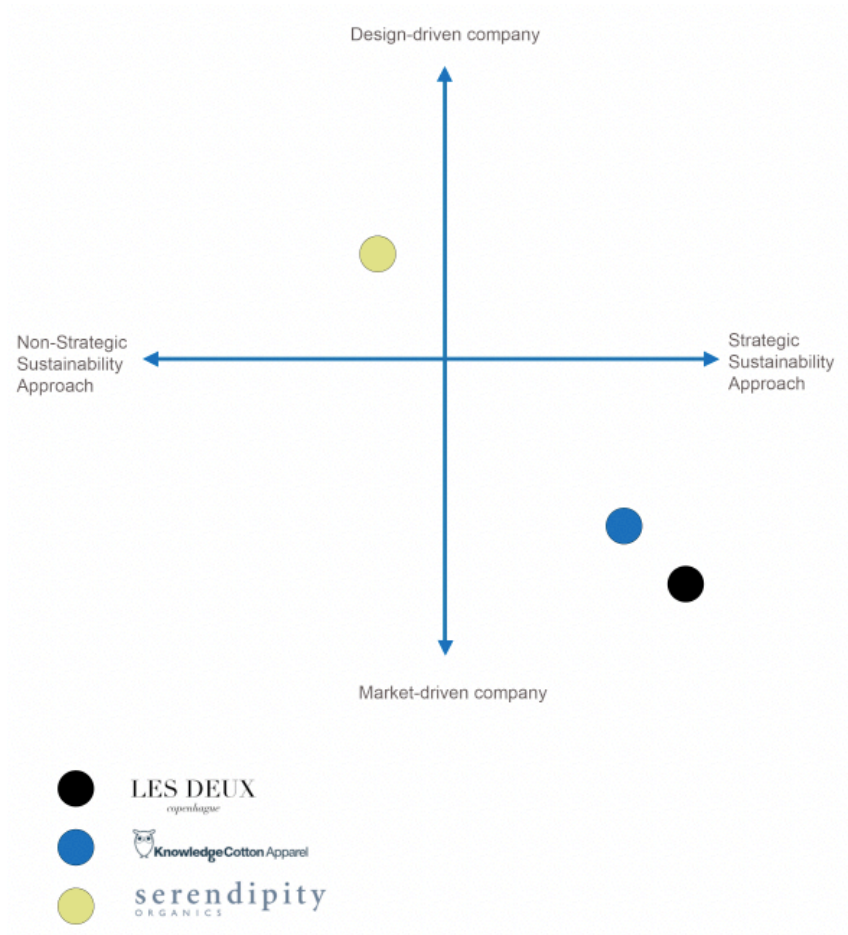 Design-driven company
Non-Strategic
Sustainability
Approach
Strategic
Sustainability
Approach
Market-driven company
LES DEUX
copenhague
KnowledgeCotton Apparel
serendipity
ORGANICS